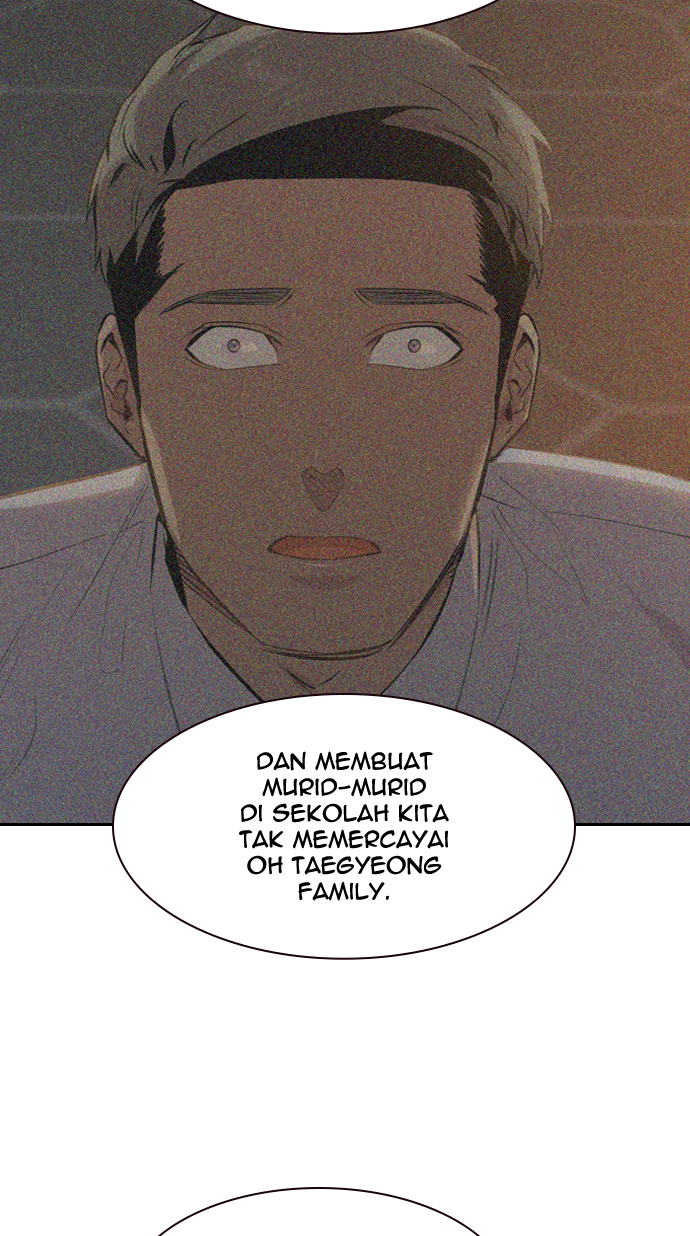 DAN MEMBUAT
MURID-MURID
DI SEKOLAH KITA
TAK MEMERCAYAI
OH TAEGYEONG
FAMILY.